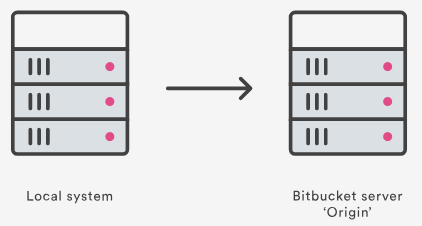 Local system
Bitbucket server
‘Origin’